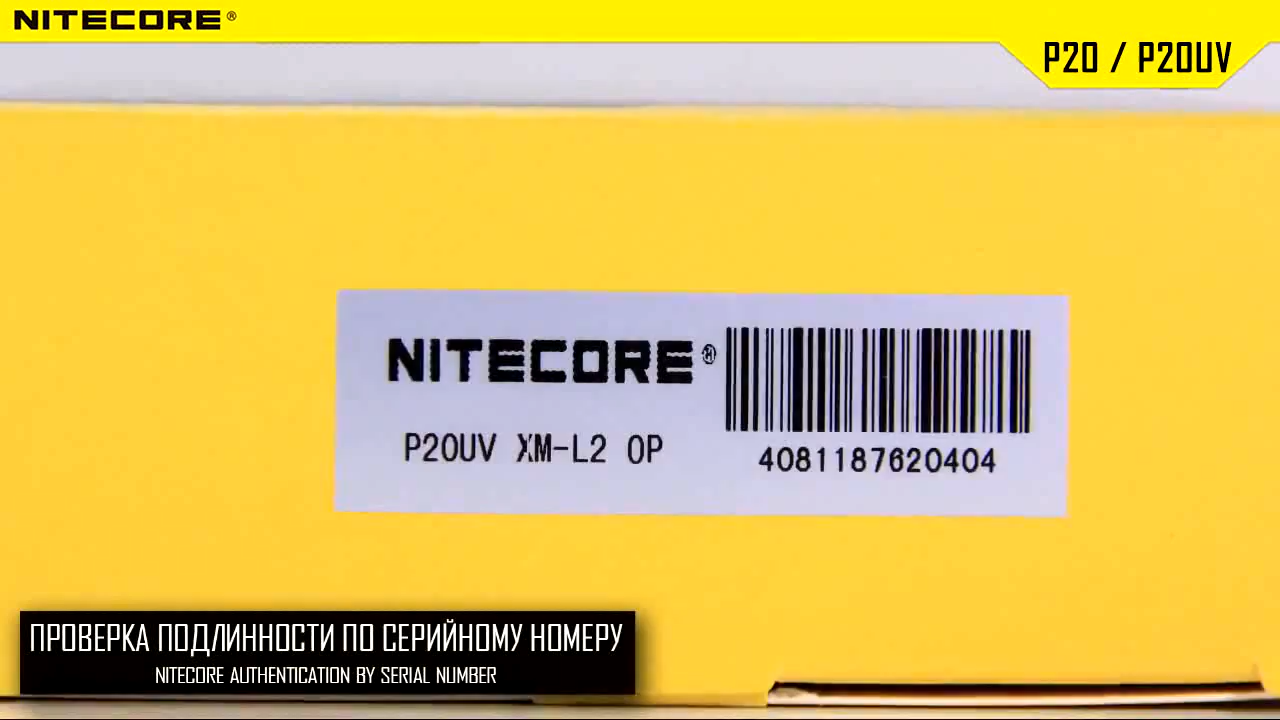 NITECORE®
P20 / P20UV
NITECORE®
P20UV XM-L2 OP
4081187620404
ПРОВЕРКА ПОДЛИННОСТИ ПО СЕРИЙНОМУ НОМЕРУ
NITECORE AUTHENTICATION BY SERIAL NUMBER